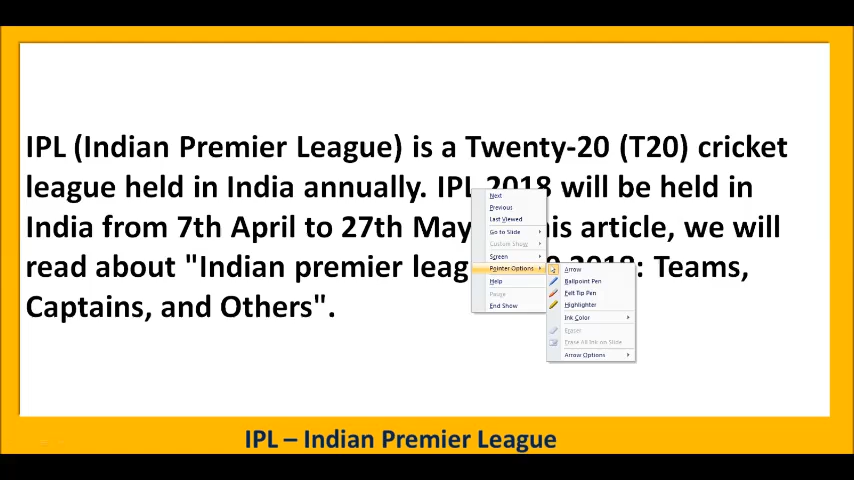 IPL (Indian Premier League) is a Twenty-20 (T20) cricket
league held in India annually. IPL 2018 will be held in
India from 7th April to 27th May his article, we will
read about "Indian premier leag 2018: Teams,
Captains, and Others".
Next
Previous
Last Viewed
Go to Slide
Custom Show
Screen
Pointer Options
Help
Pause
End Show
Arrow
Ballpoint Pen
Felt Tip Pen
Highlighter
Ink Color
Eraser
Erase All Ink on Slide
Arrow Options
IPL – Indian Premier League